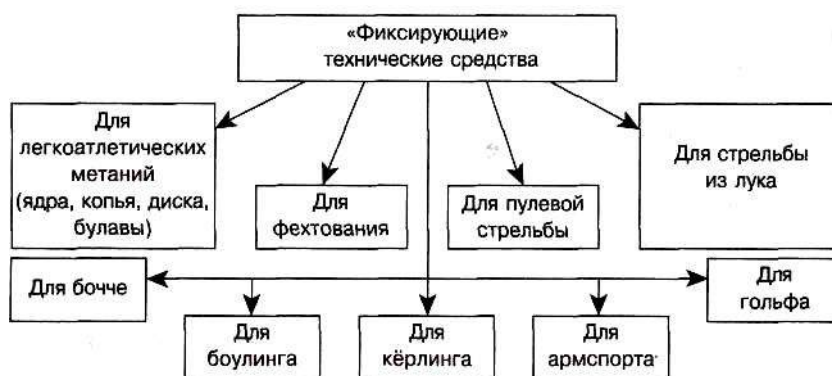 «Фиксирующие»
технические средства
Для
легкоатлетических
метаний
(ядра, копья, диска,
булавы)
Для
фехтования
Для пулевой
стрельбы
Для стрельбы
из лука
Для бочче
Для
гольфа
Для
боулинга
Для
кёрлинга
Для
армспорта